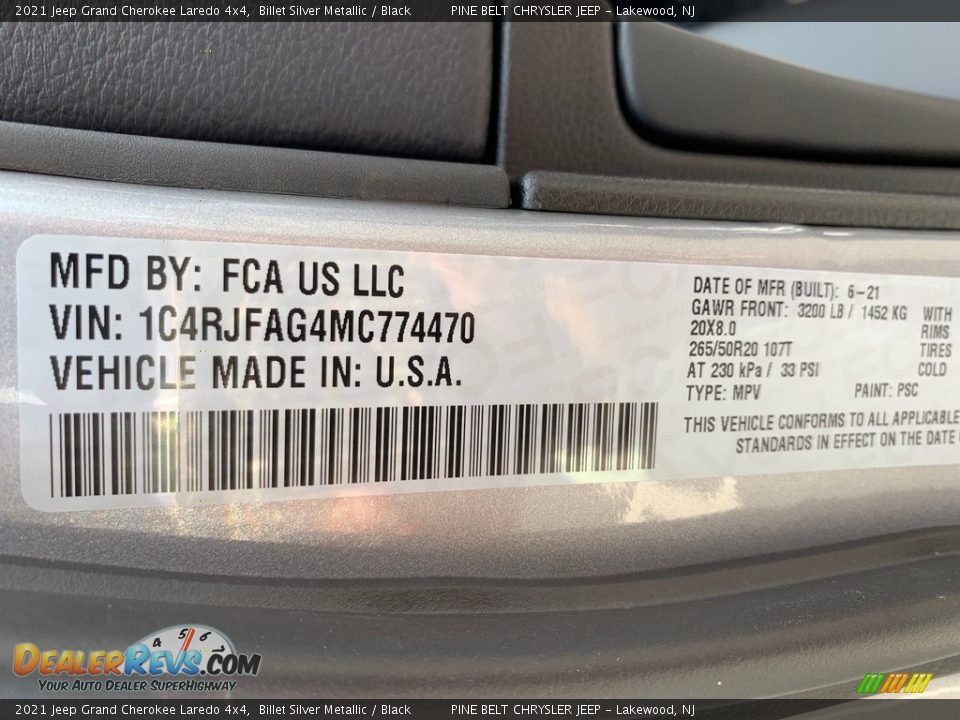 2021 Jeep Grand Cherokee Laredo 4x4, Billet Silver Metallic / Black PINE BELT CHRYSLER JEEP – Lakewood, NJ
MFD BY: FCA US LLC
VIN: 1C4RJFAG4MC774470
VEHICLE MADE IN: U.S.A.
DATE OF MFR (BUILT): 6-21
GAWR FRONT: 3200 LB / 1452 KG WITH
20X8.0 RIMS
265/50R20 107T TIRES
AT 230 kPa / 33 PSI COLD
TYPE: MPV PAINT: PSC
THIS VEHICLE CONFORMS TO ALL APPLICABLE
STANDARDS IN EFFECT ON THE DATE
4 5 6
DEALERREVS.COM
YOUR AUTO DEALER SUPERHIGHWAY
2021 Jeep Grand Cherokee Laredo 4x4, Billet Silver Metallic / Black PINE BELT CHRYSLER JEEP – Lakewood, NJ